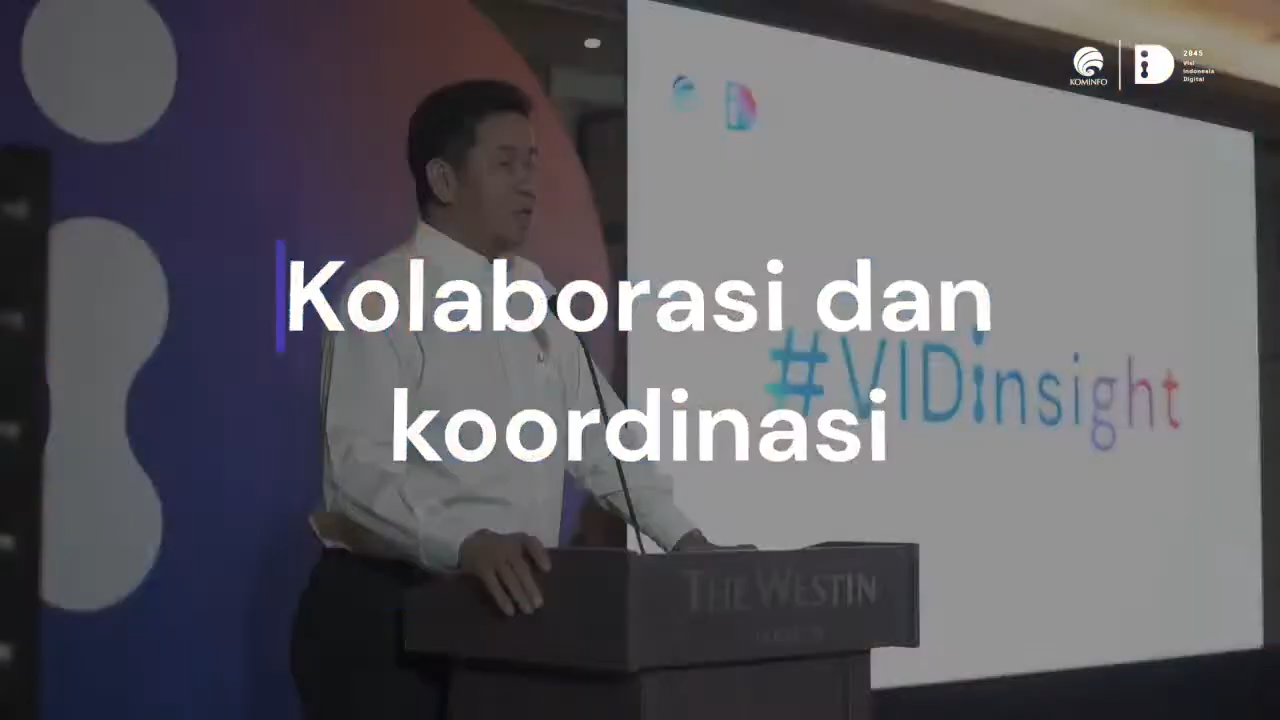 KOMINFO
2045
Visi
Indonesia
Digital
Kolaborasi dan
koordinasi
#VIDinsight
THE WESTIN